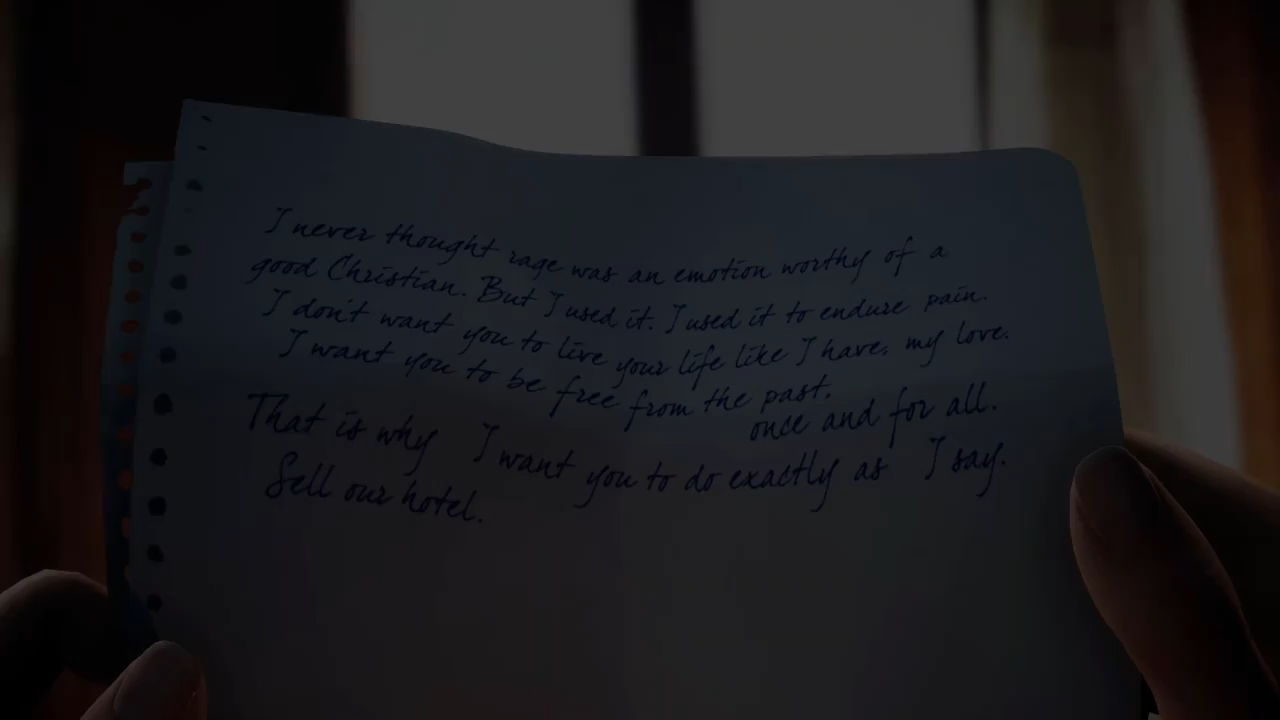 I never thought rage was an emotion worthy of a
good Christian. But I used it. I used it to endure pain.
I don't want you to live your life like I have, my love.
I want you to be free from the past,
once and for all.
That is why I want you to do exactly as I say.
Sell our hotel.